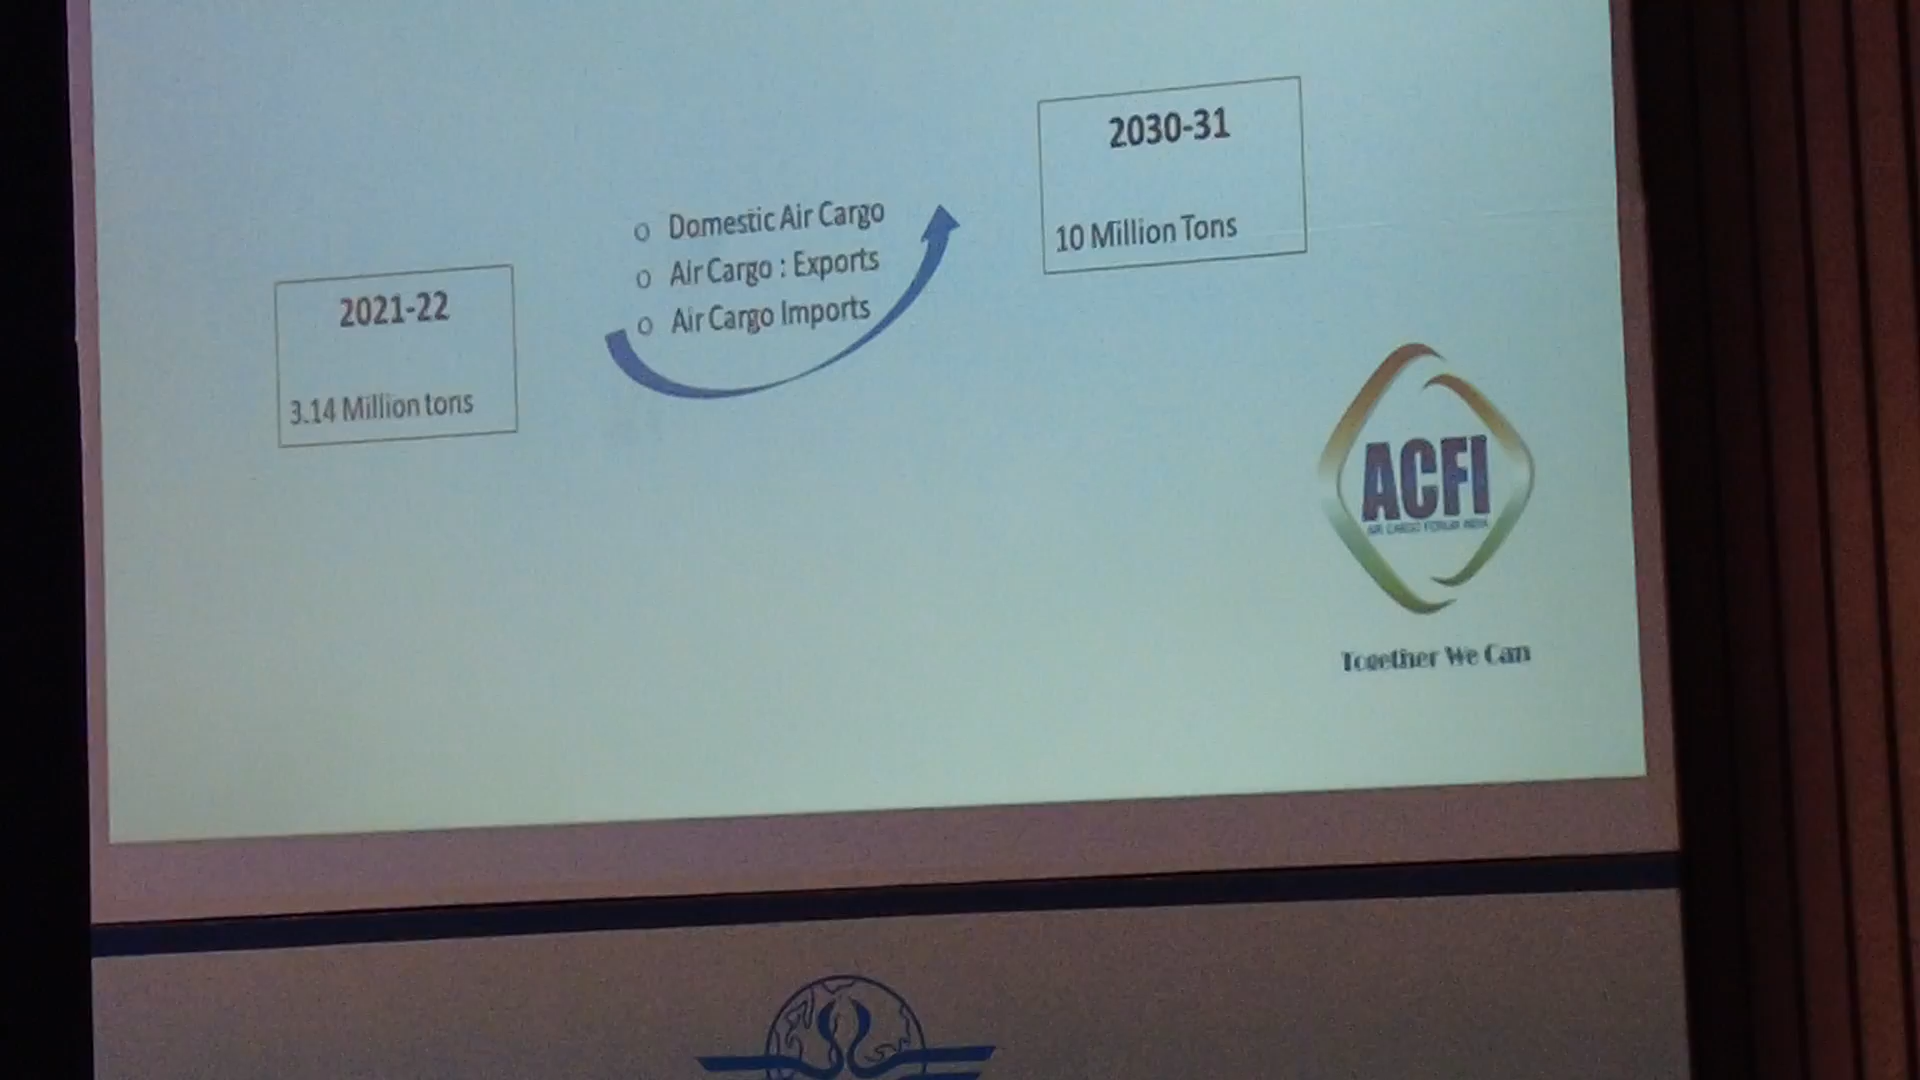 2030-31
10 Million Tons
o Domestic Air Cargo
o Air Cargo : Exports
o Air Cargo Imports
2021-22
3.14 Million tons
ACFI
AIR CARGO FORUM INDIA
Together We Can